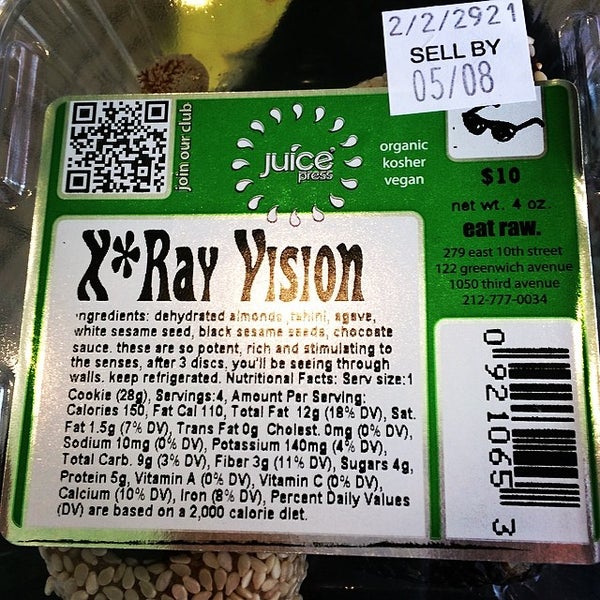 2/2/2921
SELL BY
05/08
join our club
juice
press
organic
kosher
vegan
$10
net wt. 4 oz.
eat raw.
279 east 10th street
122 greenwich avenue
1050 third avenue
212-777-0034
X*Ray Vision
ingredients: dehydrated almonds, tahini, agave,
white sesame seed, black sesame seeds, chocoate
sauce. these are so potent, rich and stimulating to
the senses, after 3 discs, you'll be seeing through
walls. keep refrigerated. Nutritional Facts: Serv size:1
Cookie (28g), Servings:4, Amount Per Serving:
Calories 150, Fat Cal 110, Total Fat 12g (18% DV), Sat.
Fat 1.5g (7% DV), Trans Fat 0g Cholest. 0mg (0% DV),
Sodium 10mg (0% DV), Potassium 140mg (4% DV),
Total Carb. 9g (3% DV), Fiber 3g (11% DV), Sugars 4g,
Protein 5g, Vitamin A (0% DV), Vitamin C (0% DV),
Calcium (10% DV), Iron (8% DV), Percent Daily Values
(DV) are based on a 2,000 calorie diet.
0 921065 3